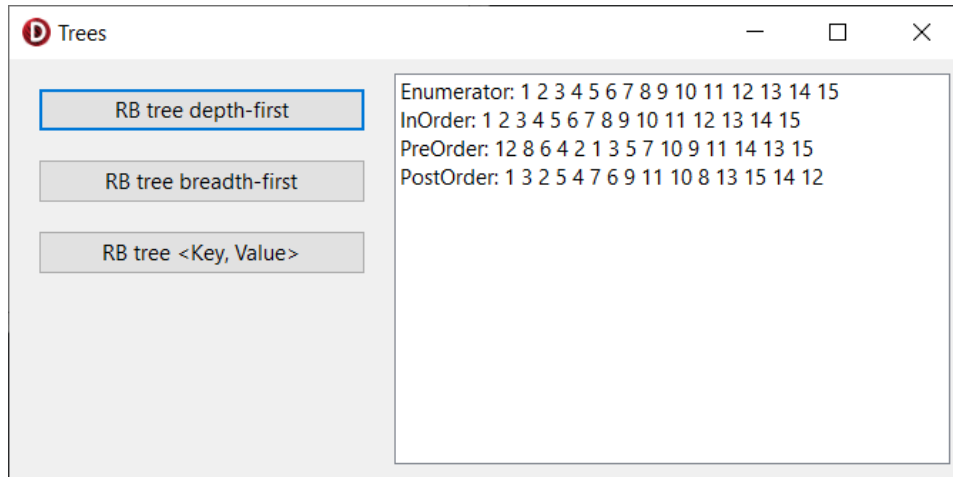 Trees
RB tree depth-first
RB tree breadth-first
RB tree <Key, Value>
Enumerator: 1 2 3 4 5 6 7 8 9 10 11 12 13 14 15
InOrder: 1 2 3 4 5 6 7 8 9 10 11 12 13 14 15
PreOrder: 12 8 6 4 2 1 3 5 7 10 9 11 14 13 15
PostOrder: 1 3 2 5 4 7 6 9 11 10 8 13 15 14 12